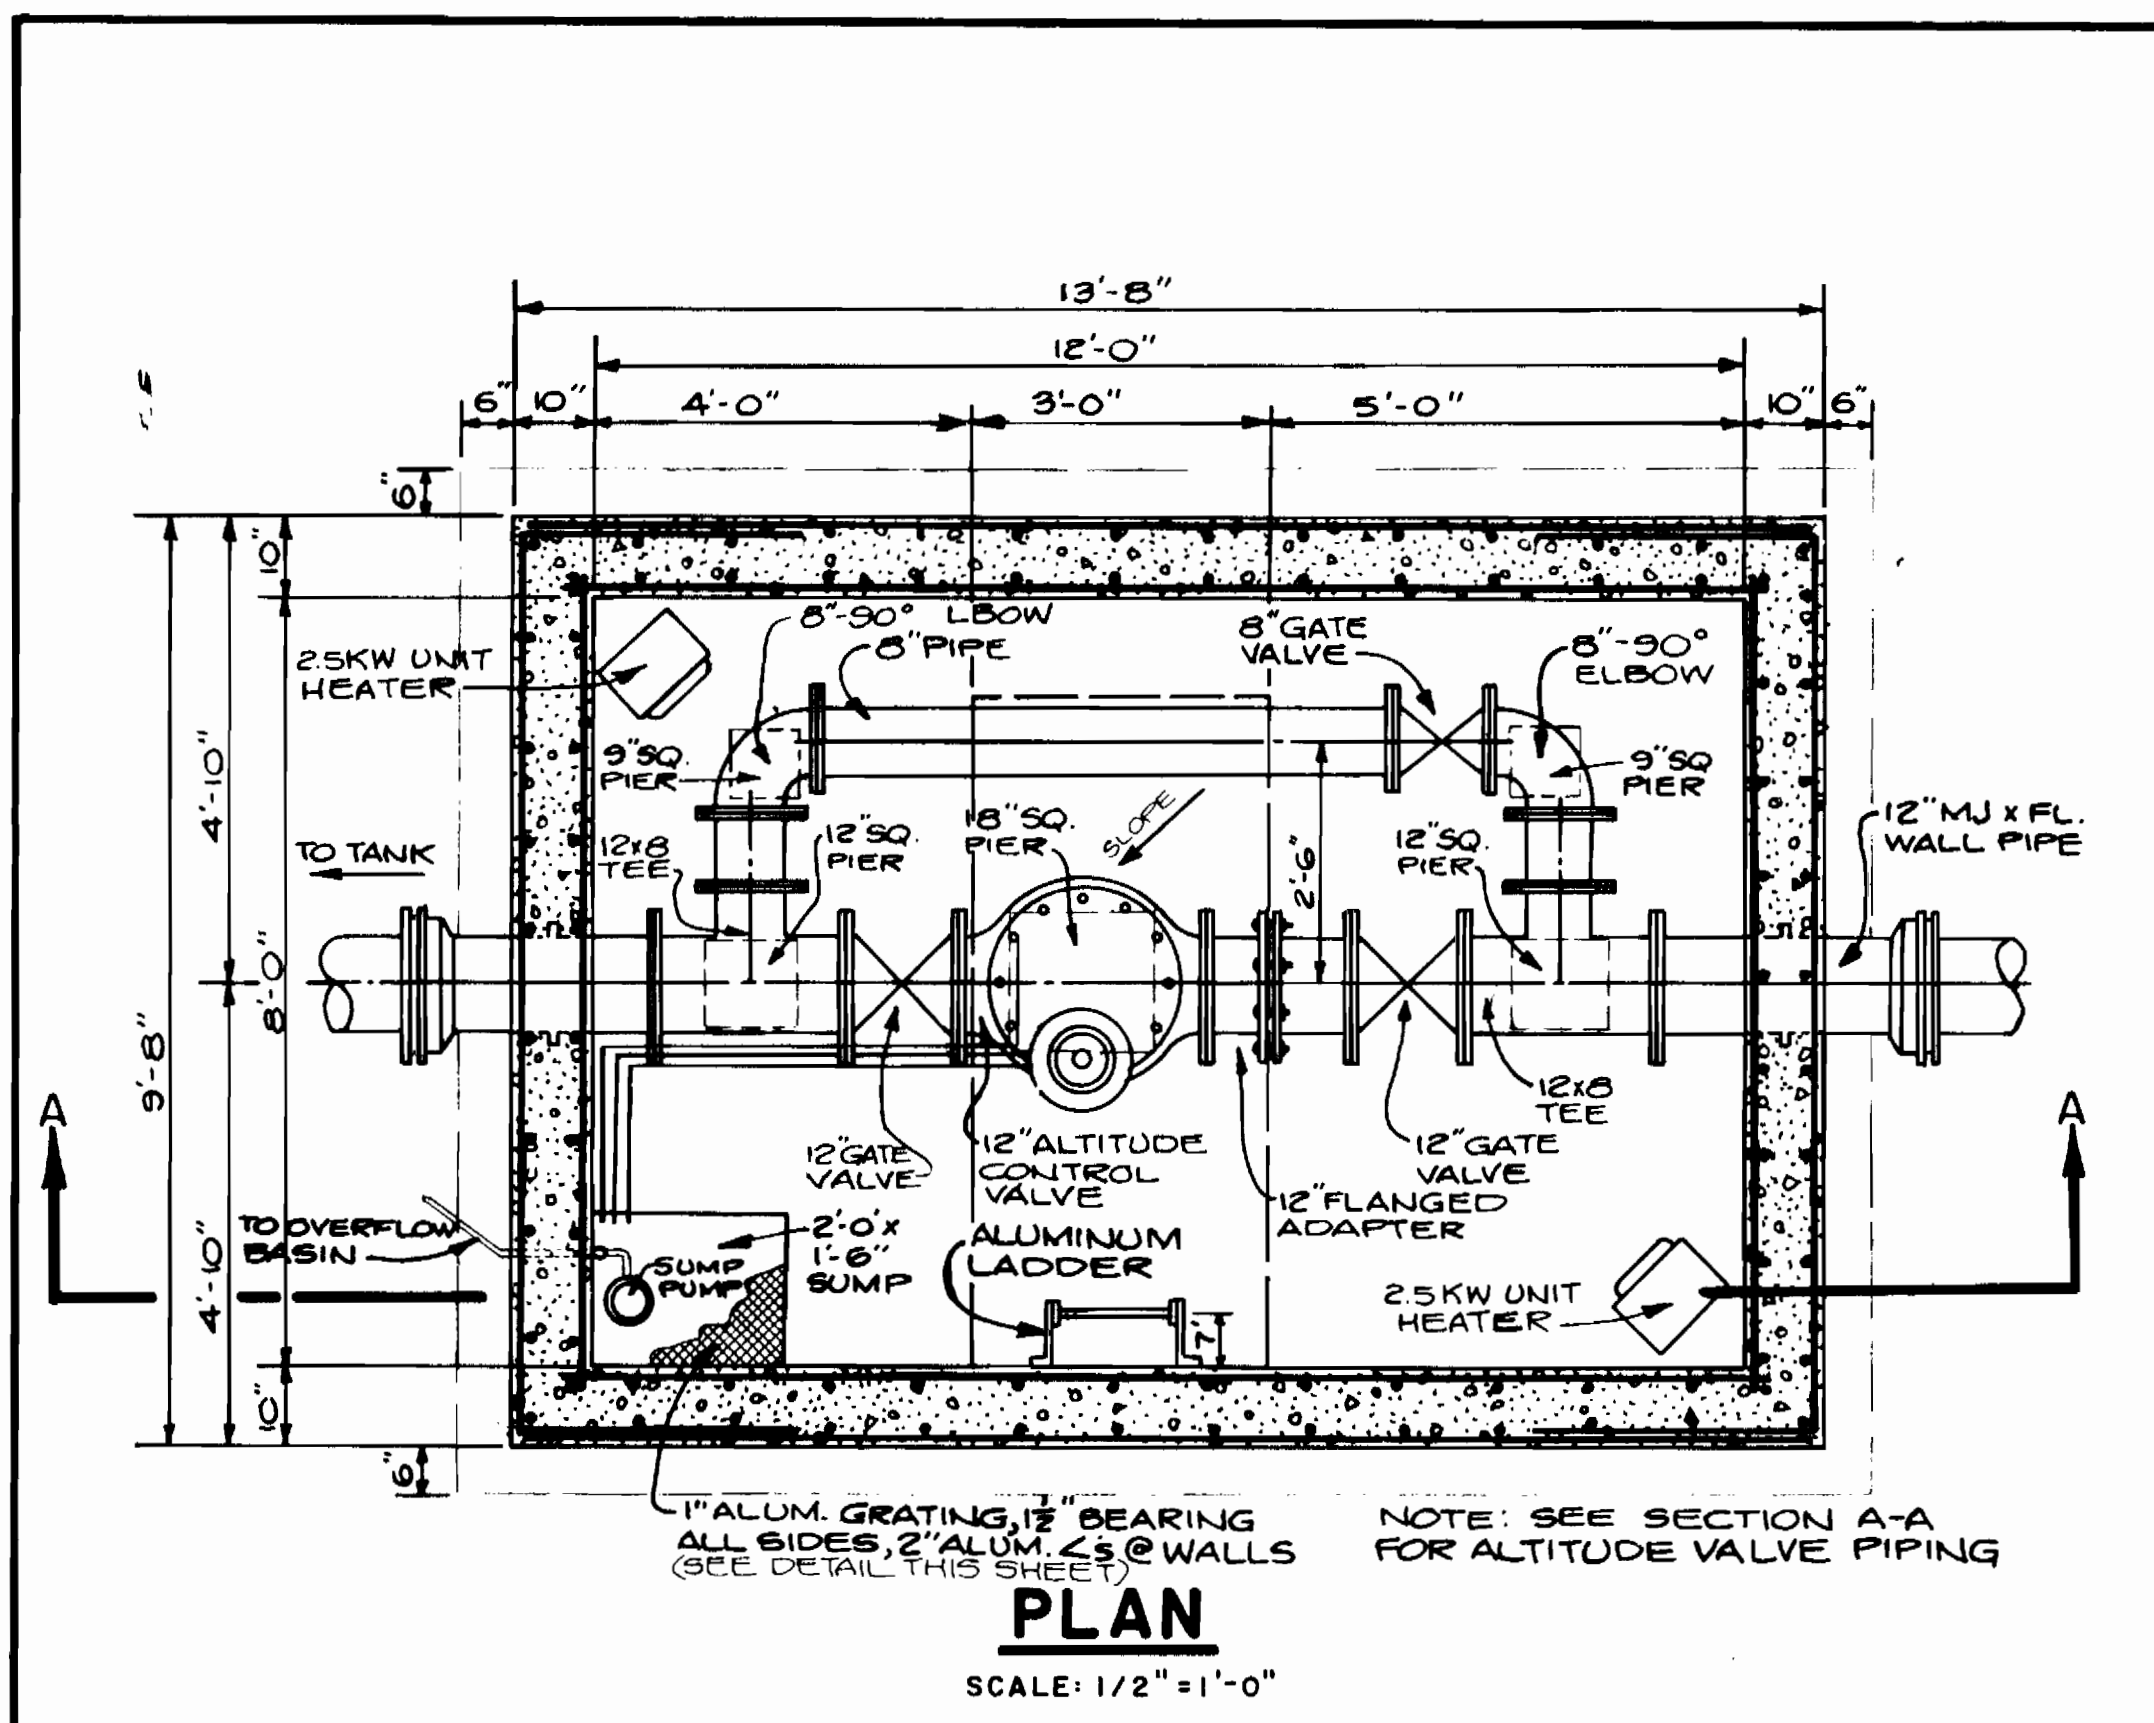 13'-8"
12'-0"
6" 10" 4'-0" 3'-0" 5'-0" 10" 6"
6"
10"
8"-90° LBOW
8" PIPE
8" GATE
VALVE
8"-90°
ELBOW
2.5KW UNIT
HEATER
4'-10"
9" SQ.
PIER
9" SQ
PIER
SLOPE
12" MJ x FL.
WALL PIPE
TO TANK
12x8
TEE
12" SQ.
PIER
18" SQ.
PIER
2'-6"
12" SQ.
PIER
8'-0"
9'-8"
A
A
12x8
TEE
12" GATE
VALVE
12" ALTITUDE
CONTROL
VALVE
12" GATE
VALVE
12" FLANGED
ADAPTER
TO OVERFLOW
BASIN
4'-10"
2'-0" x
1'-6"
SUMP
SUMP
PUMP
ALUMINUM
LADDER
7"
2.5KW UNIT
HEATER
10"
6"
1" ALUM. GRATING, 1½" BEARING
ALL SIDES, 2" ALUM. ∠'s @ WALLS
(SEE DETAIL THIS SHEET)
NOTE: SEE SECTION A-A
FOR ALTITUDE VALVE PIPING
PLAN
SCALE: 1/2" = 1'-0"